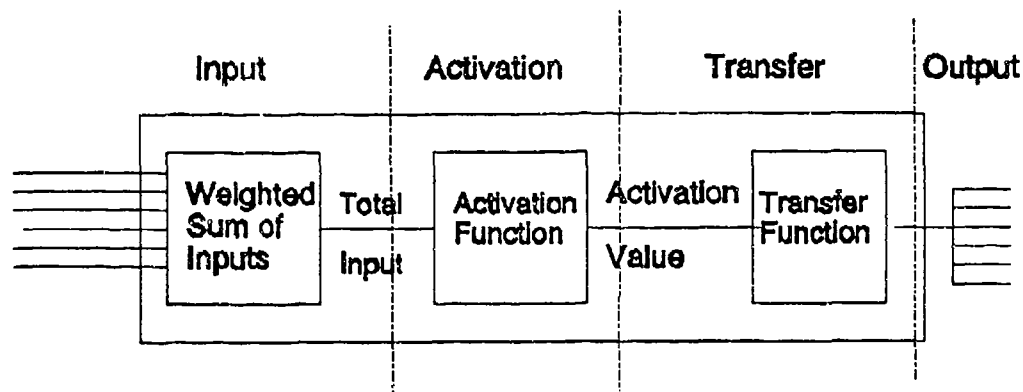 Input Activation Transfer Output
Weighted
Sum of
Inputs
Total
Input
Activation
Function
Activation
Value
Transfer
Function